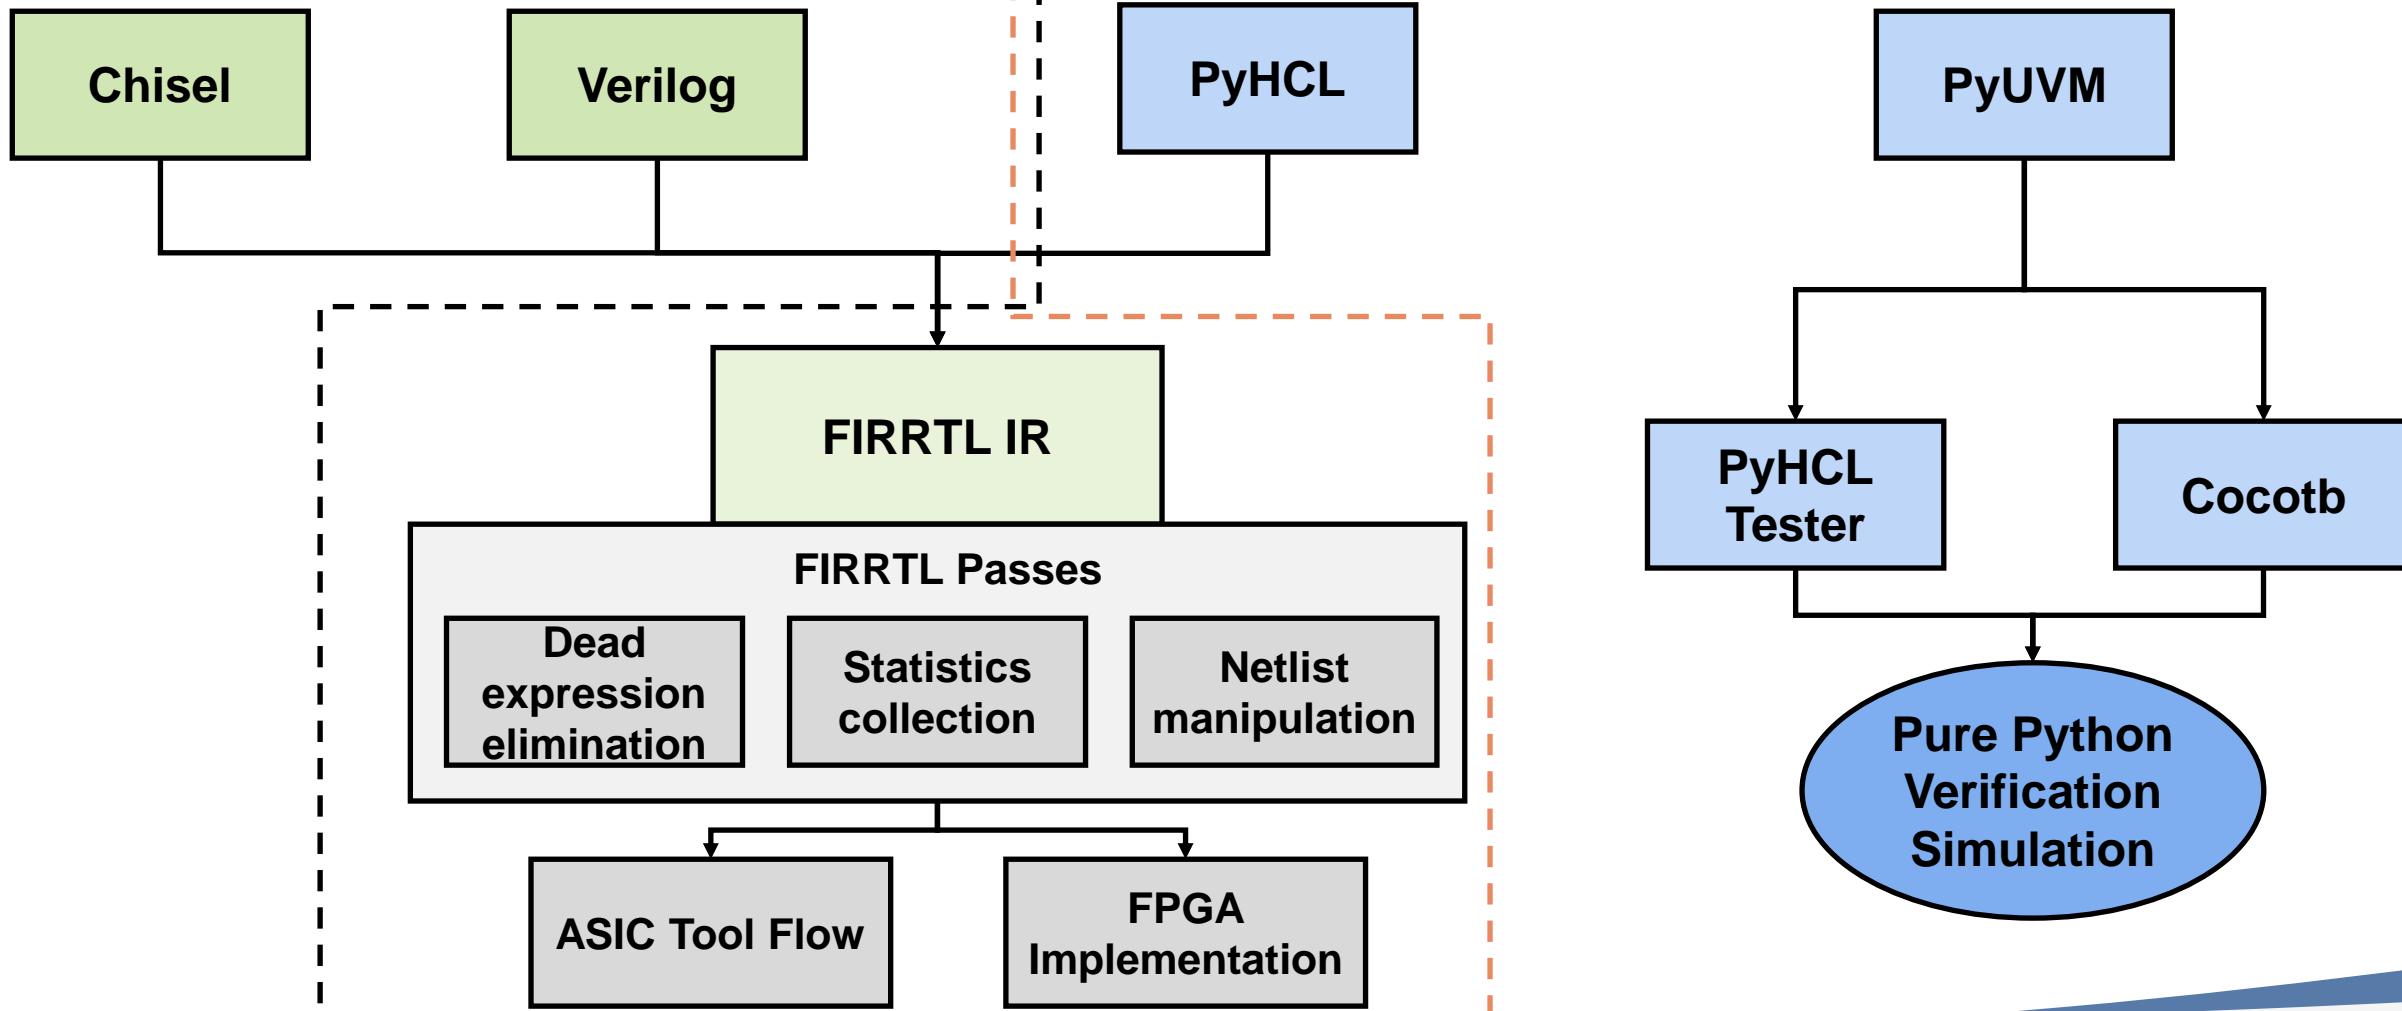 Chisel
Verilog
PyHCL
PyUVM
FIRRTL IR
FIRRTL Passes
Dead
expression
elimination
Statistics
collection
Netlist
manipulation
ASIC Tool Flow
FPGA
Implementation
PyHCL
Tester
Cocotb
Pure Python
Verification
Simulation